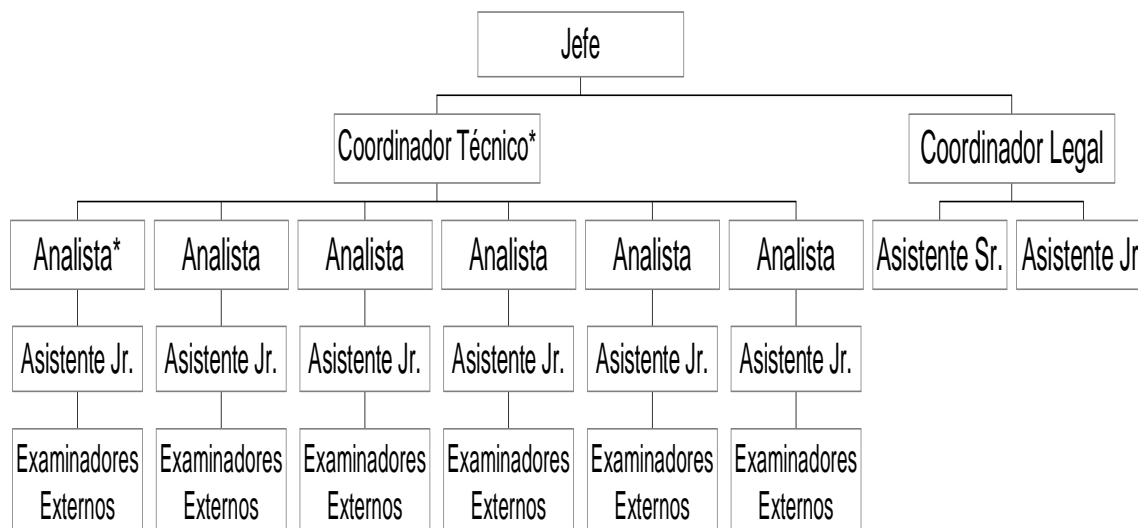 Jefe
Coordinador Técnico*
Coordinador Legal
Analista*
Analista
Analista
Analista
Analista
Analista
Asistente Sr.
Asistente Jr
Asistente Jr.
Asistente Jr.
Asistente Jr.
Asistente Jr.
Asistente Jr.
Asistente Jr.
Examinadores
Externos
Examinadores
Externos
Examinadores
Externos
Examinadores
Externos
Examinadores
Externos
Examinadores
Externos